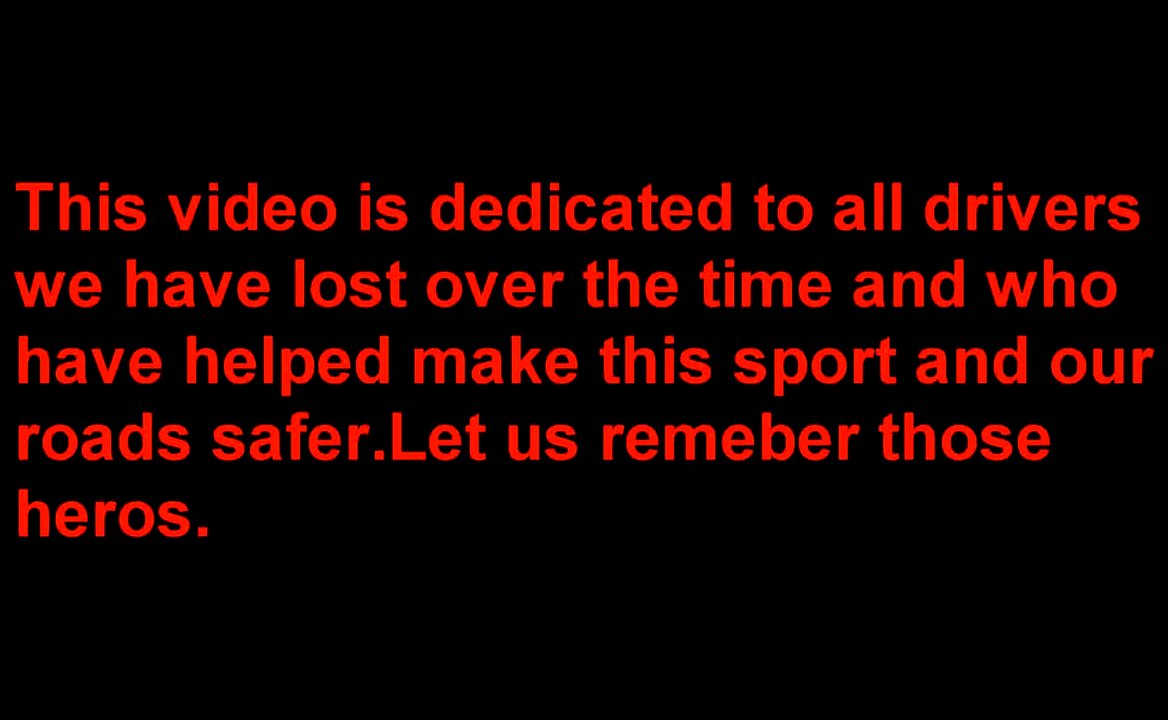 This video is dedicated to all drivers
we have lost over the time and who
have helped make this sport and our
roads safer.Let us remeber those
heros.